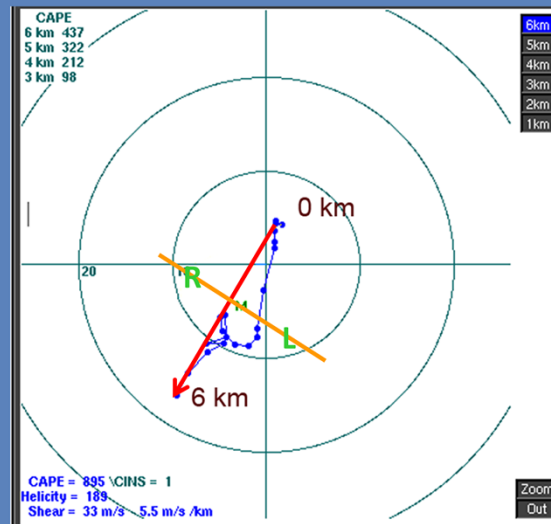 CAPE
6 km 437
5 km 322
4 km 212
3 km 98
6km
5km
4km
3km
2km
1km
0 km
20
R
L
6 km
CAPE = 895 \CINS = 1
Helicity = 189
Shear = 33 m/s 5.5 m/s /km
Zoom
Out